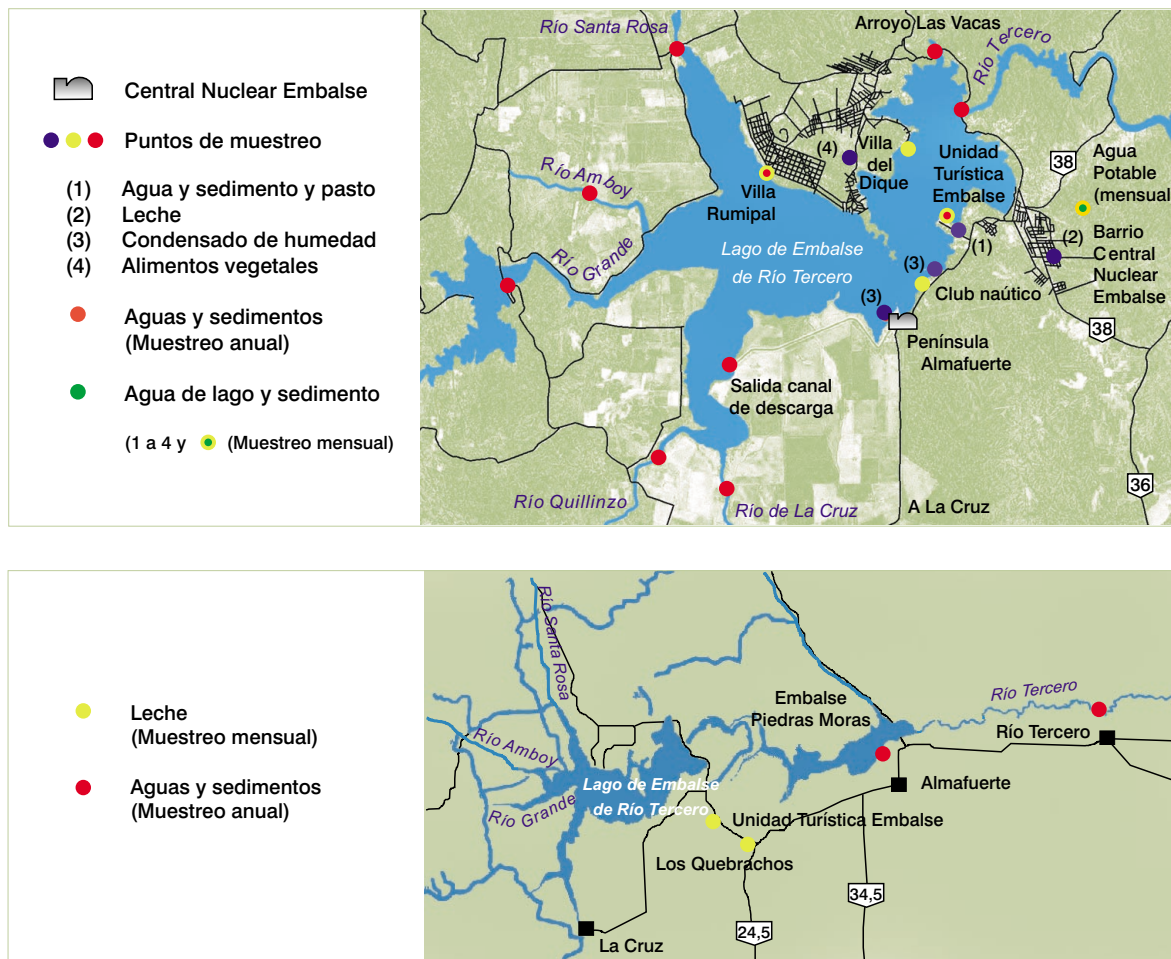 Central Nuclear Embalse
Puntos de muestreo
(1) Agua y sedimento y pasto
(2) Leche
(3) Condensado de humedad
(4) Alimentos vegetales
Aguas y sedimentos
(Muestreo anual)
Agua de lago y sedimento
(1 a 4 y (Muestreo mensual)
Río Santa Rosa
Arroyo Las Vacas
Río Tercero
(4)
Villa
del
Dique
Unidad
Turística
Embalse
38
Agua
Potable
(mensual)
Río Amboy
Villa
Rumipal
(1)
(2)
Barrio
Central
Nuclear
Embalse
Río Grande
Lago de Embalse
de Río Tercero
(3)
Club naútico
(3)
38
Península
Almafuerte
Salida canal
de descarga
36
Río Quillinzo
Río de La Cruz
A La Cruz
Leche
(Muestreo mensual)
Aguas y sedimentos
(Muestreo anual)
Río Santa Rosa
Río Amboy
Río Grande
Lago de Embalse
de Río Tercero
Embalse
Piedras Moras
Río Tercero
Río Tercero
Almafuerte
Unidad Turística Embalse
Los Quebrachos
34,5
24,5
La Cruz